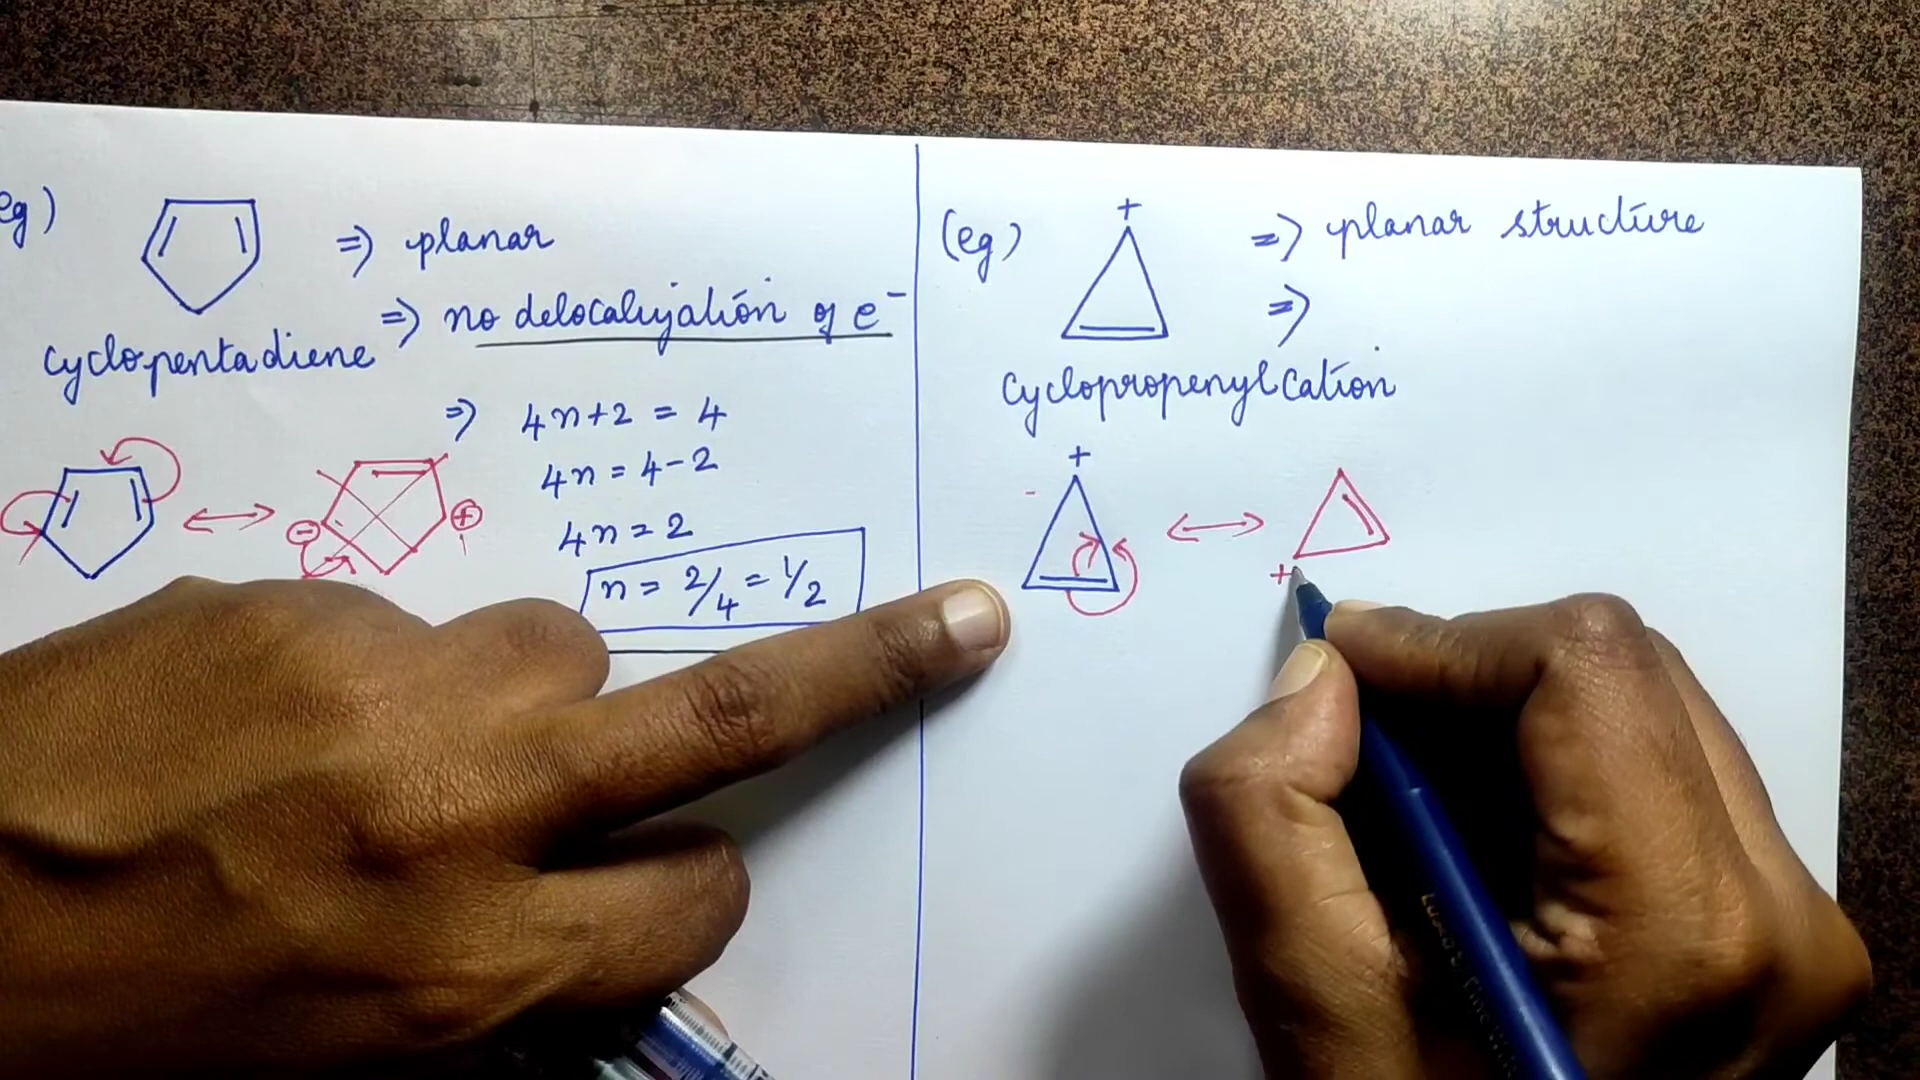 eg)
=) planar
=) no delocalization of e⁻
cyclopentadiene
=) 4n+2 = 4
4n = 4-2
4n = 2
n = 2/4 = 1/2
⊖
⊕
(eg)
+
=) planar structure
=)
Cyclopropenyl Cation
+
-
+